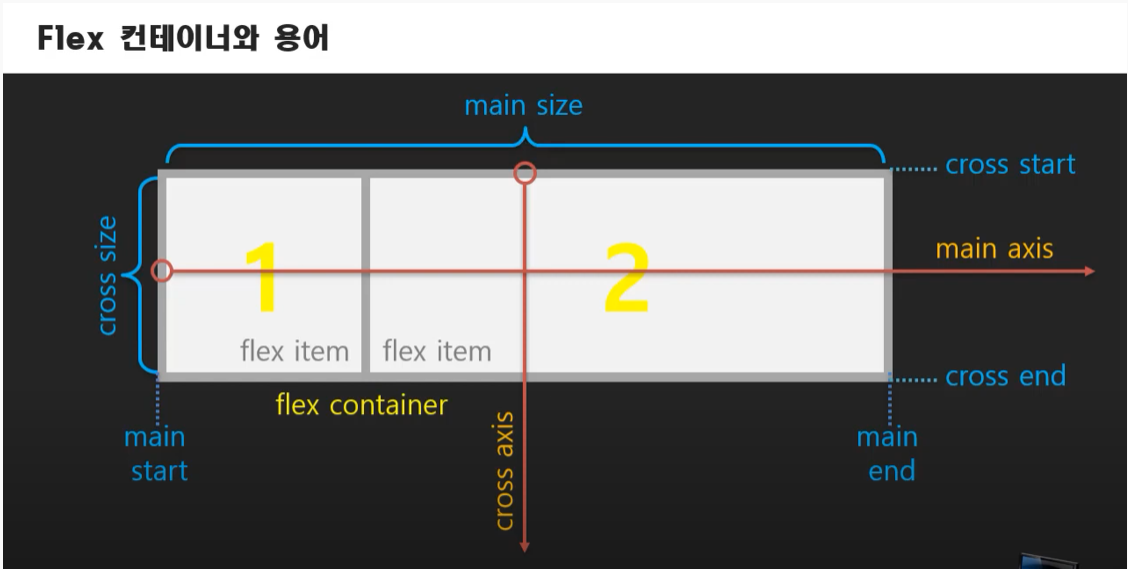 Flex 컨테이너와 용어
main size
cross start
cross size
main axis
1
2
flex item
flex item
cross end
flex container
main
start
cross axis
main
end